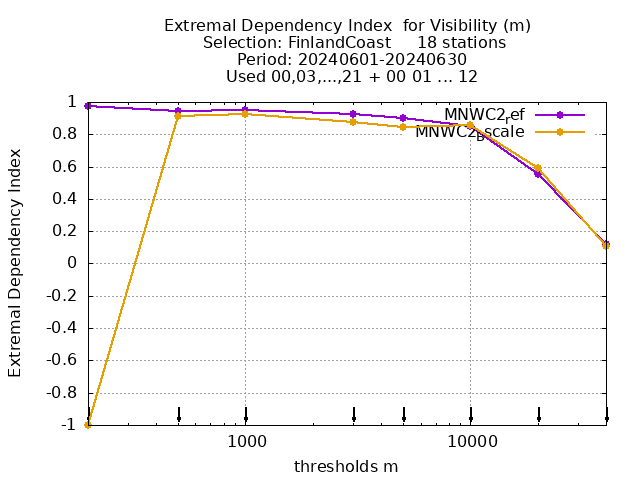 Extremal Dependency Index  for Visibility (m)
Selection: FinlandCoast     18 stations
Period: 20240601-20240630
Used 00,03,...,21 + 00 01 ... 12
MNWC2ref
MNWC2Bscale
1
0.8
0.6
0.4
0.2
0
-0.2
-0.4
-0.6
-0.8
-1
Extremal Dependency Index
1000 10000
thresholds m